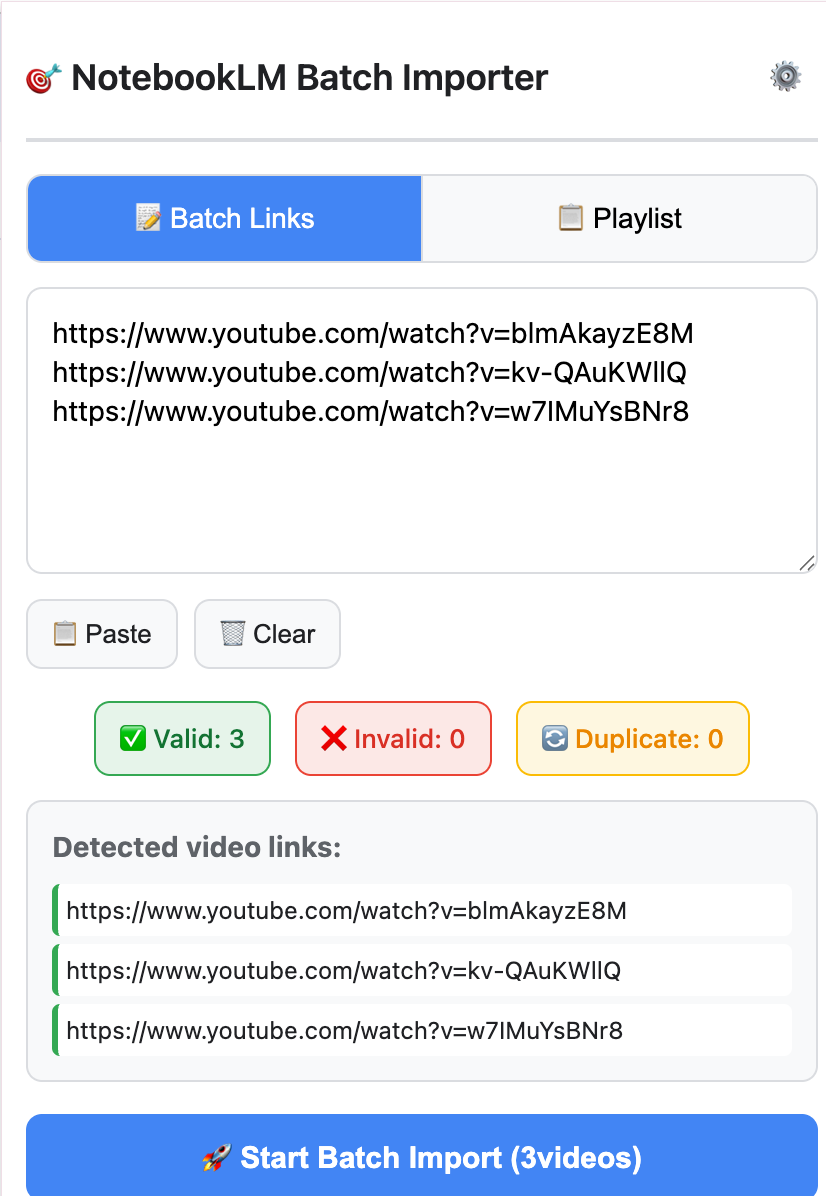 🎯 NotebookLM Batch Importer
📝 Batch Links
📋 Playlist
https://www.youtube.com/watch?v=blmAkayzE8M
https://www.youtube.com/watch?v=kv-QAuKWllQ
https://www.youtube.com/watch?v=w7IMuYsBNr8
📋 Paste
🗑️ Clear
✅ Valid: 3
❌ Invalid: 0
🔄 Duplicate: 0
Detected video links:
https://www.youtube.com/watch?v=blmAkayzE8M
https://www.youtube.com/watch?v=kv-QAuKWllQ
https://www.youtube.com/watch?v=w7IMuYsBNr8
🚀 Start Batch Import (3videos)